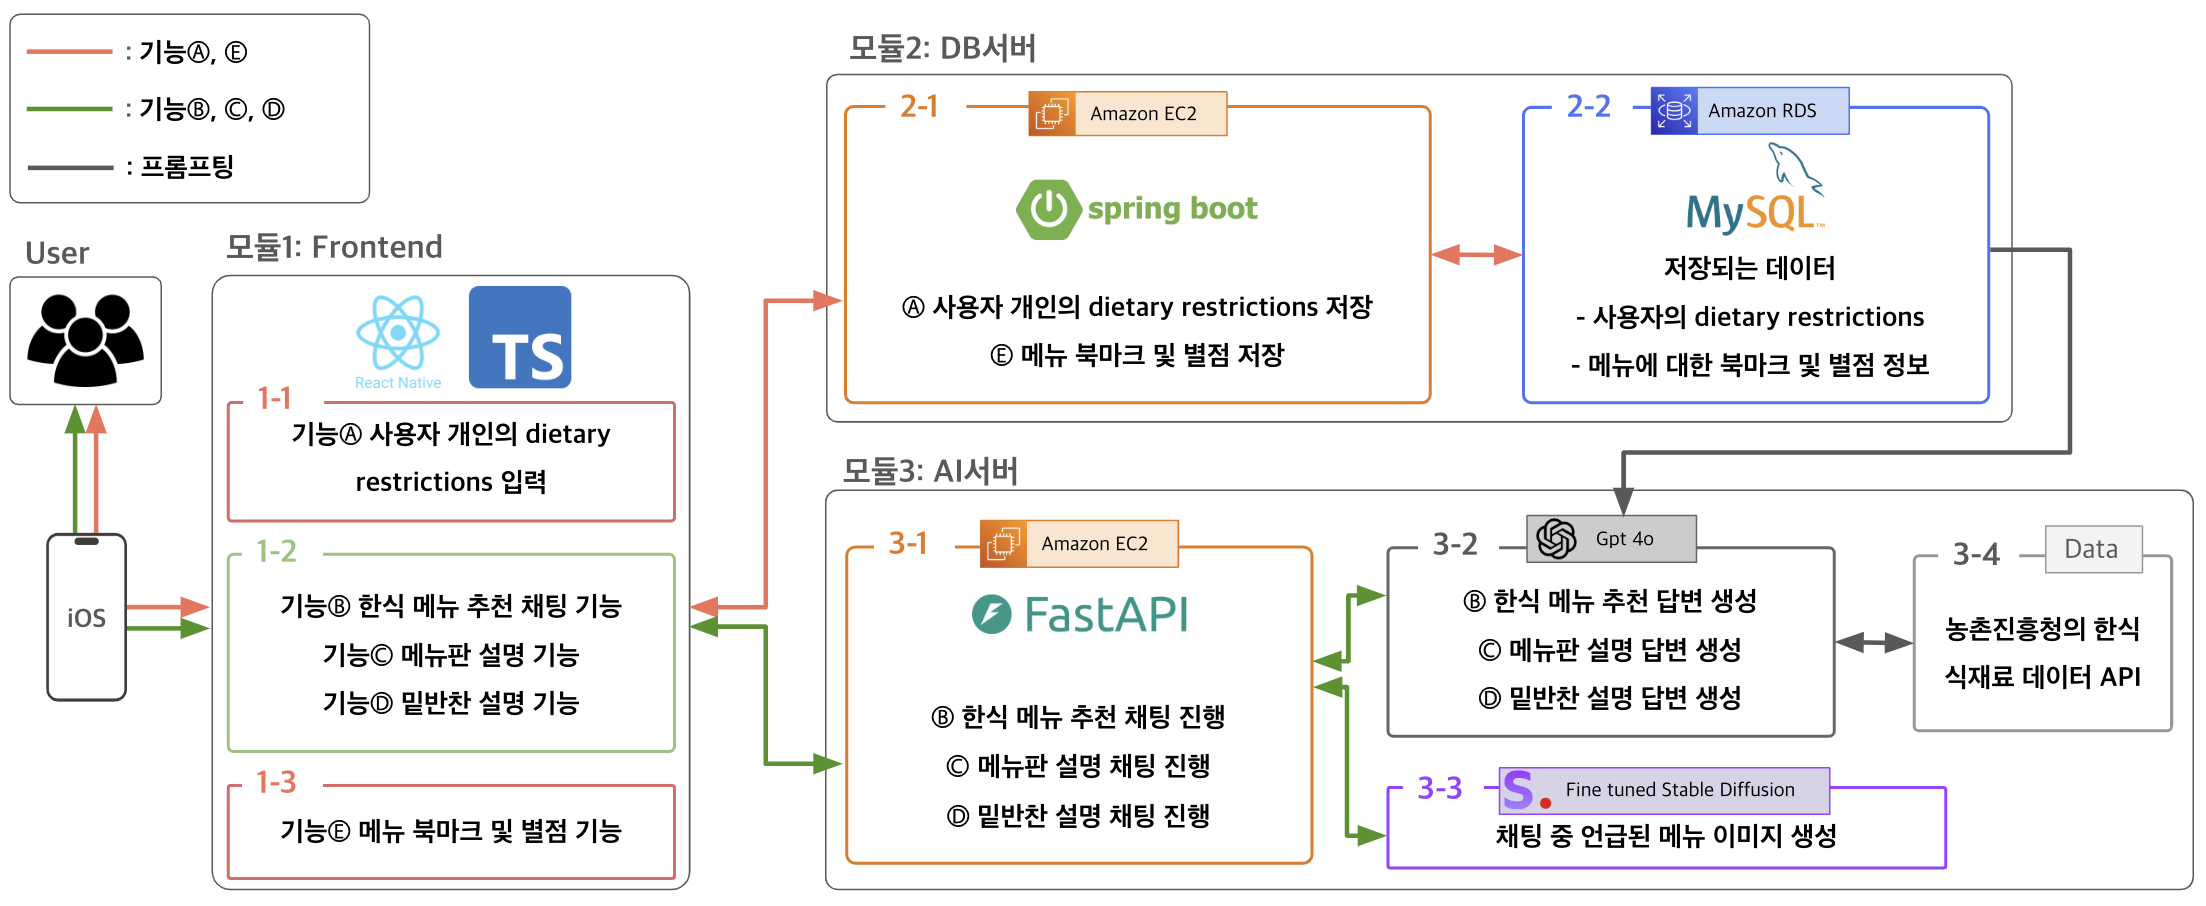 : 기능Ⓐ, Ⓔ
: 기능Ⓑ, Ⓒ, Ⓓ
: 프롬프팅
User
iOS
모듈1: Frontend
React Native
TS
1-1
기능Ⓐ 사용자 개인의 dietary
restrictions 입력
1-2
기능Ⓑ 한식 메뉴 추천 채팅 기능
기능Ⓒ 메뉴판 설명 기능
기능Ⓓ 밑반찬 설명 기능
1-3
기능Ⓔ 메뉴 북마크 및 별점 기능
모듈2: DB서버
2-1
Amazon EC2
spring boot
Ⓐ 사용자 개인의 dietary restrictions 저장
Ⓔ 메뉴 북마크 및 별점 저장
2-2
Amazon RDS
MySQL™
저장되는 데이터
- 사용자의 dietary restrictions
- 메뉴에 대한 북마크 및 별점 정보
모듈3: AI서버
3-1
Amazon EC2
FastAPI
Ⓑ 한식 메뉴 추천 채팅 진행
Ⓒ 메뉴판 설명 채팅 진행
Ⓓ 밑반찬 설명 채팅 진행
3-2
Gpt 4o
Ⓑ 한식 메뉴 추천 답변 생성
Ⓒ 메뉴판 설명 답변 생성
Ⓓ 밑반찬 설명 답변 생성
3-3
S.
Fine tuned Stable Diffusion
채팅 중 언급된 메뉴 이미지 생성
3-4
Data
농촌진흥청의 한식
식재료 데이터 API